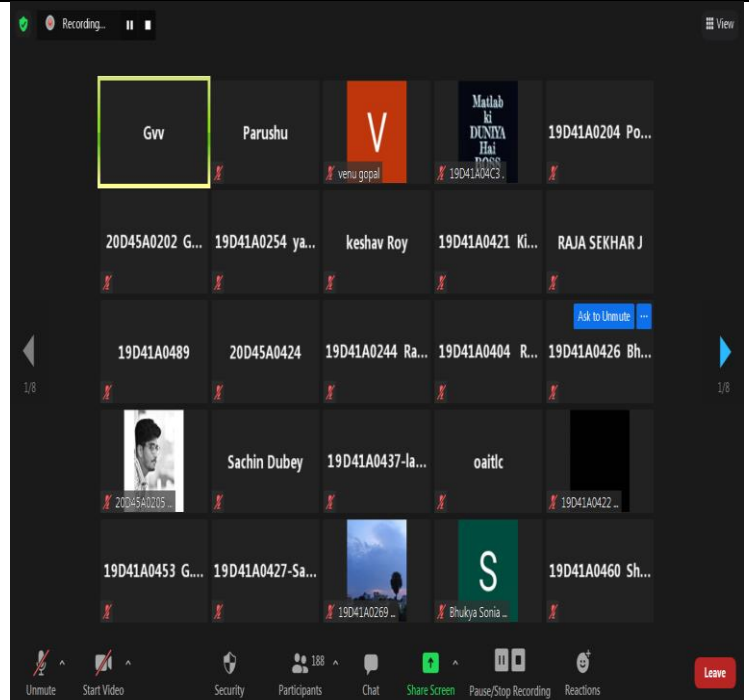 Recording...
View
Gvv
Parushu
V
venu gopal
Matlab
ki
DUNIYA
Hai
BOSS
19D41A04C3 .
19D41A0204 Po...
20D45A0202 G...
19D41A0254 ya...
keshav Roy
19D41A0421 Ki...
RAJA SEKHAR J
Ask to Unmute
...
19D41A0489
20D45A0424
19D41A0244 Ra...
19D41A0404 R...
19D41A0426 Bh...
1/8
1/8
20D45A0205 ...
Sachin Dubey
19D41A0437-la...
oaitlc
19D41A0422 ...
19D41A0453 G....
19D41A0427-Sa...
19D41A0269 ...
S
Bhukya Sonia ...
19D41A0460 Sh...
Unmute
Start Video
Security
188
Participants
Chat
Share Screen
Pause/Stop Recording
Reactions
Leave